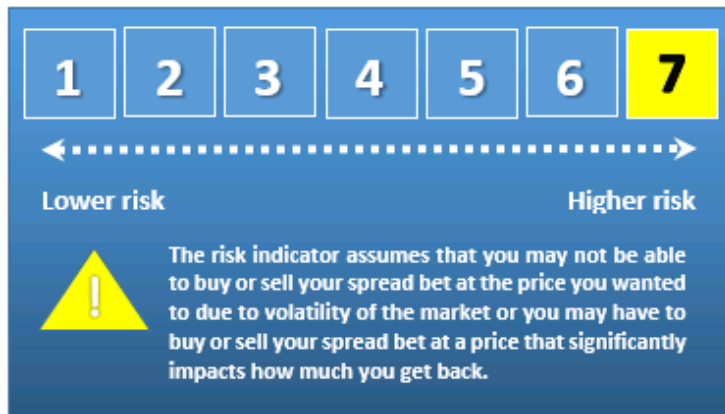 1 2 3 4 5 6 7
Lower risk Higher risk
!
The risk indicator assumes that you may not be able
to buy or sell your spread bet at the price you wanted
to due to volatility of the market or you may have to
buy or sell your spread bet at a price that significantly
impacts how much you get back.